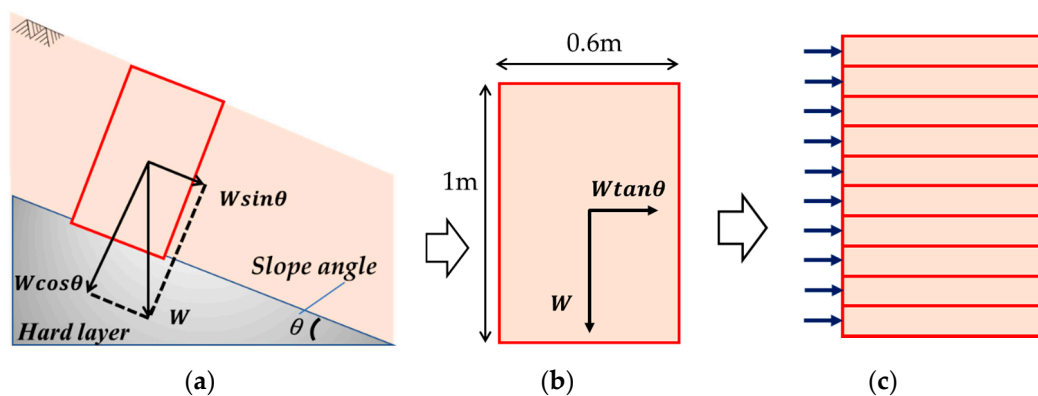 Wsinθ
Wcosθ
W
Slope angle
θ
Hard layer
(a)
0.6m
1m
Wtanθ
W
(b)
(c)